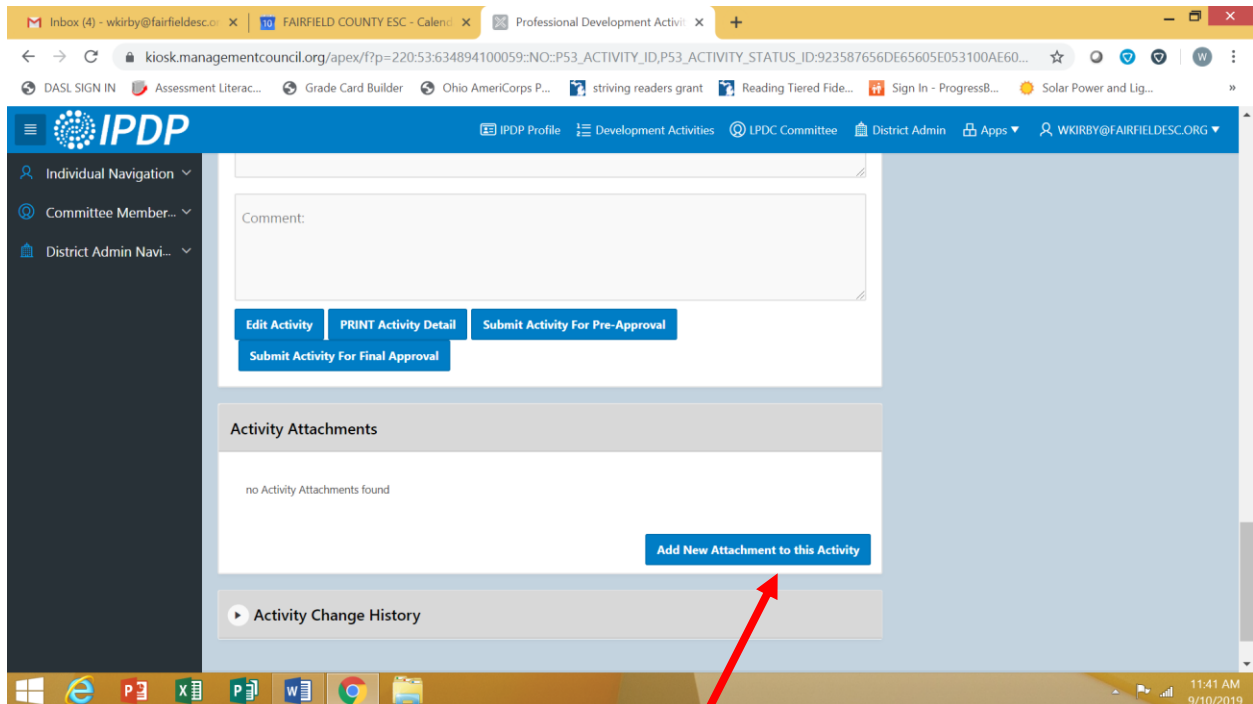 Inbox (4) - wkirby@fairfieldesc.or
10 FAIRFIELD COUNTY ESC - Calend
Professional Development Activit
kiosk.managementcouncil.org/apex/f?p=220:53:634894100059::NO::P53_ACTIVITY_ID,P53_ACTIVITY_STATUS_ID:923587656DE65605E053100AE60...
W
DASL SIGN IN Assessment Literac... Grade Card Builder Ohio AmeriCorps P... striving readers grant Reading Tiered Fide... Sign In - ProgressB... Solar Power and Lig... »
IPDP
IPDP Profile Development Activities LPDC Committee District Admin Apps WKIRBY@FAIRFIELDESC.ORG
Individual Navigation
Committee Member...
District Admin Navi...
Comment:
Edit Activity PRINT Activity Detail Submit Activity For Pre-Approval
Submit Activity For Final Approval
Activity Attachments
no Activity Attachments found
Add New Attachment to this Activity
Activity Change History
11:41 AM
9/10/2019